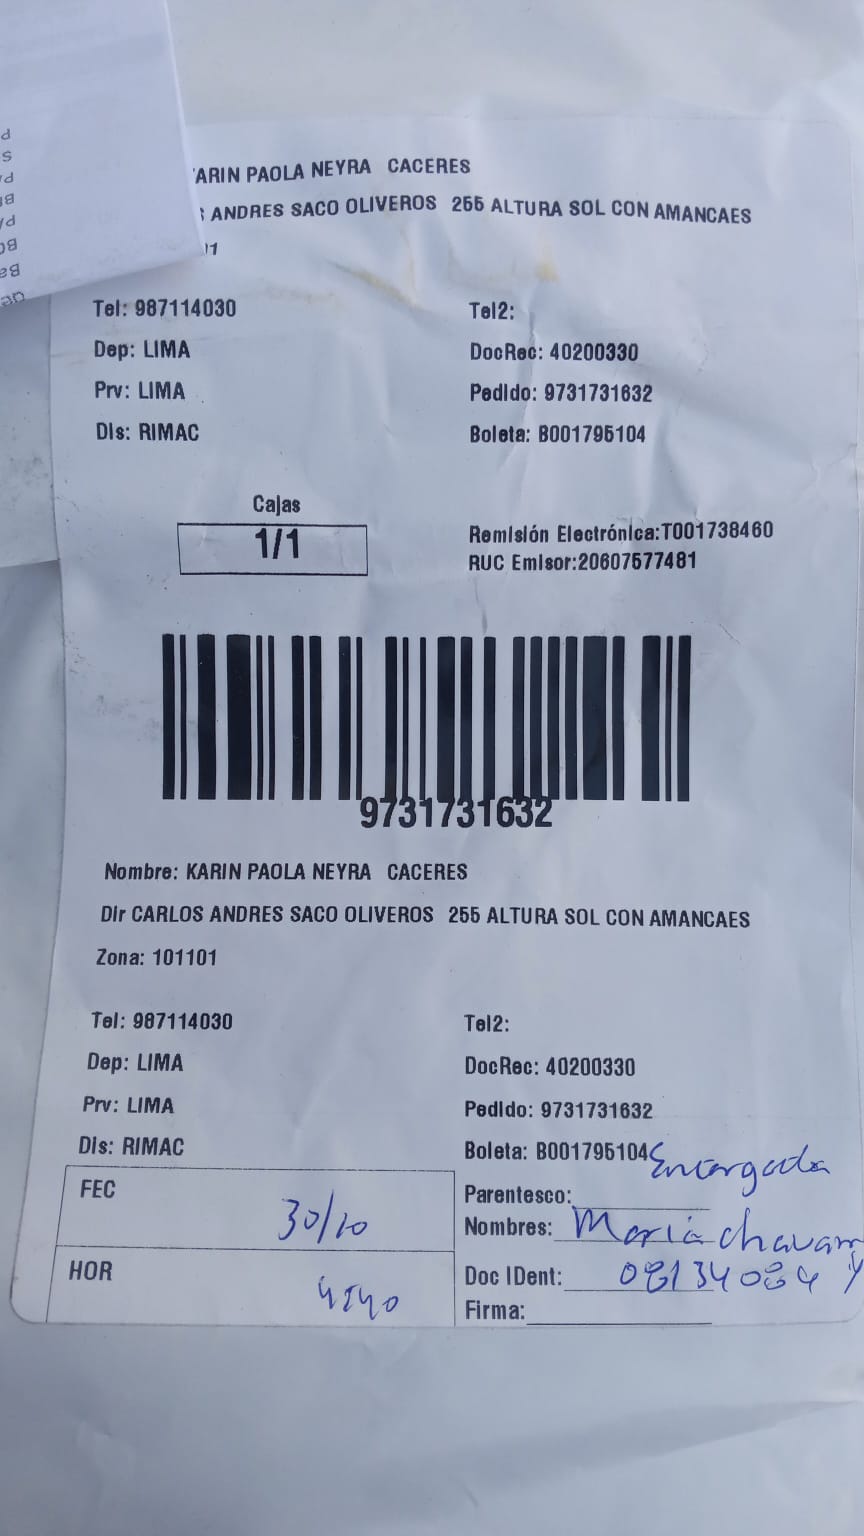 ARIN PAOLA NEYRA CACERES
ANDRES SACO OLIVEROS 255 ALTURA SOL CON AMANCAES
Tel: 987114030 Tel2:
Dep: LIMA DocRec: 40200330
Prv: LIMA Pedido: 9731731632
Dis: RIMAC Boleta: B001795104
Cajas
1/1
Remisión Electrónica:T001738460
RUC Emisor:20607577481
9731731632
Nombre: KARIN PAOLA NEYRA CACERES
Dir CARLOS ANDRES SACO OLIVEROS 255 ALTURA SOL CON AMANCAES
Zona: 101101
Tel: 987114030 Tel2:
Dep: LIMA DocRec: 40200330
Prv: LIMA Pedido: 9731731632
Dis: RIMAC Boleta: B001795104
FEC 30/10
Parentesco: Encargada
Nombres: Maria
HOR
Doc IDent:
Firma: